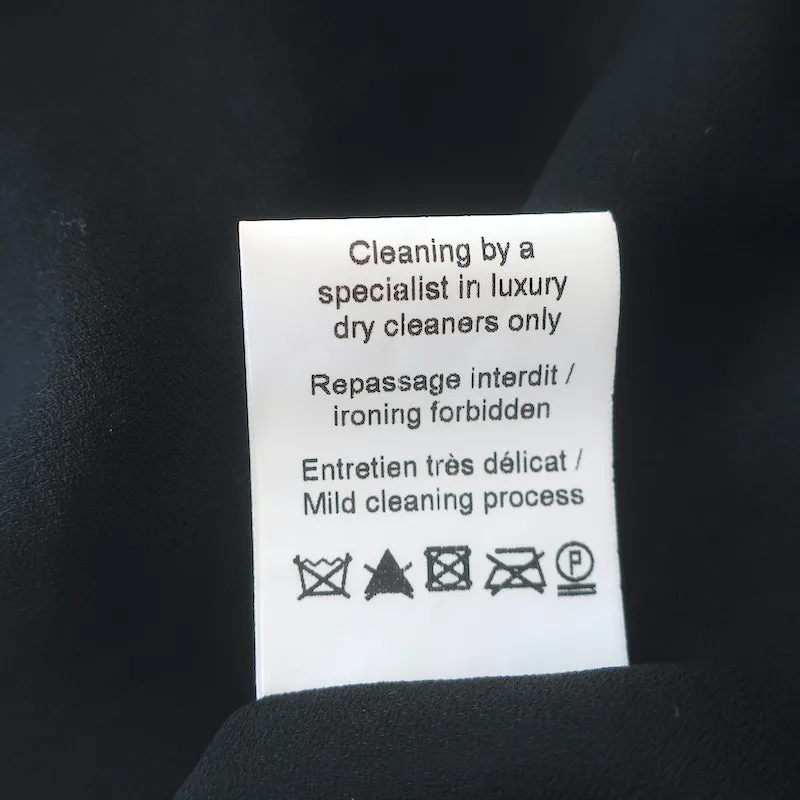 Cleaning by a
specialist in luxury
dry cleaners only
Repassage interdit /
ironing forbidden
Entretien très délicat /
Mild cleaning process
P